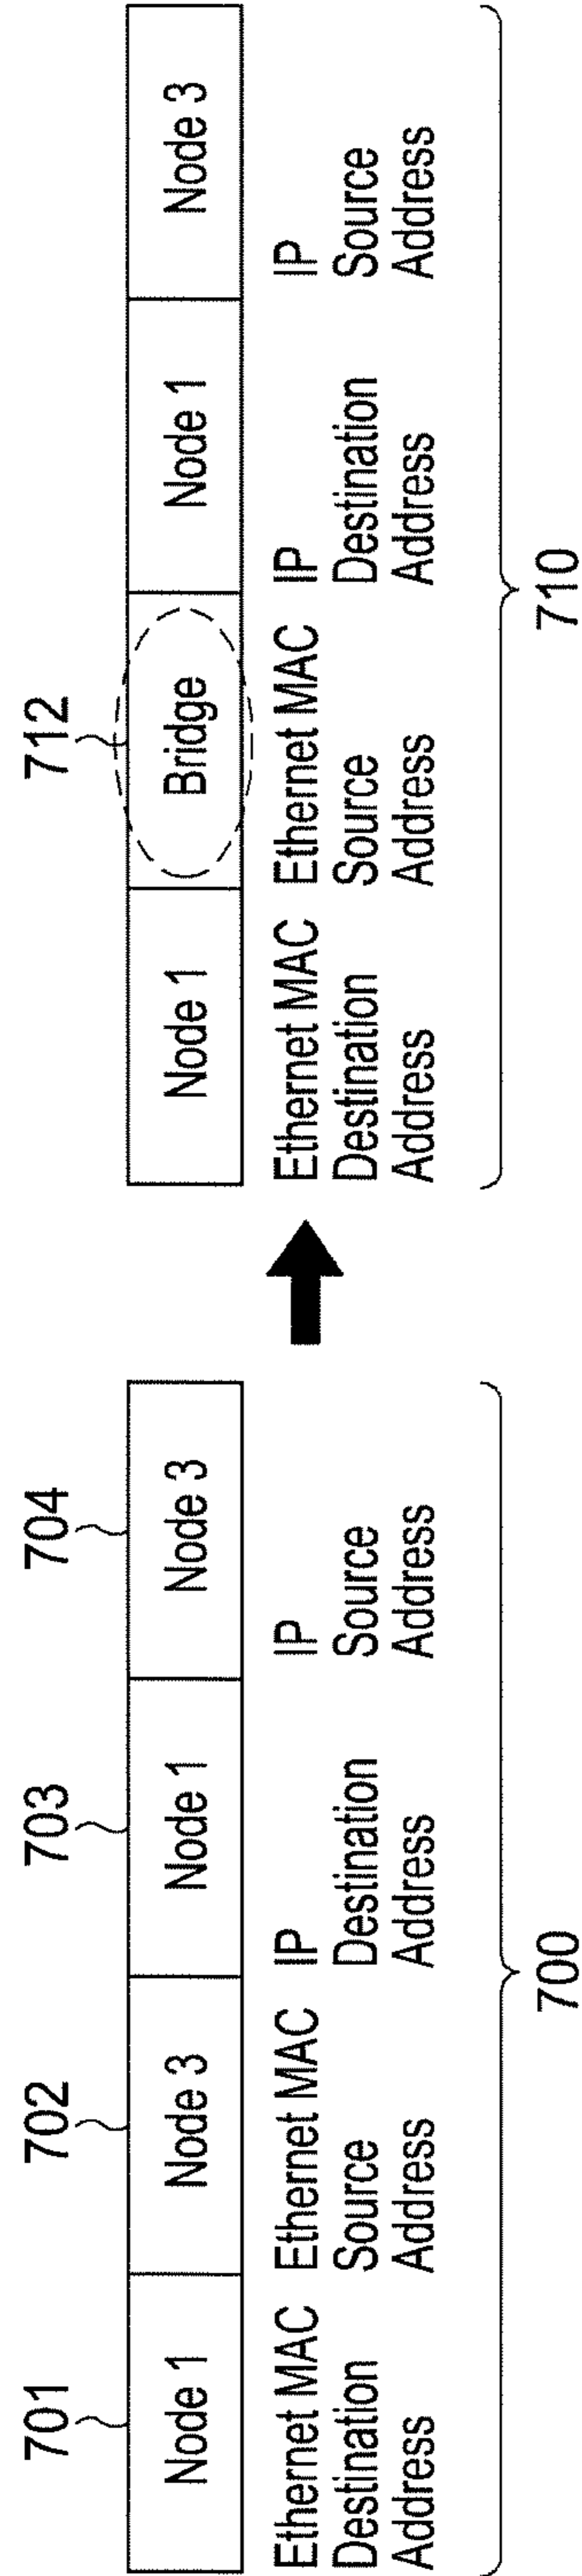 701
702
703
704
Node 1
Node 3
Node 1
Node 3
Ethernet MAC
Destination
Address
Ethernet MAC
Source
Address
IP
Destination
Address
IP
Source
Address
700
712
Node 1
Bridge
Node 1
Node 3
Ethernet MAC
Destination
Address
Ethernet MAC
Source
Address
IP
Destination
Address
IP
Source
Address
710